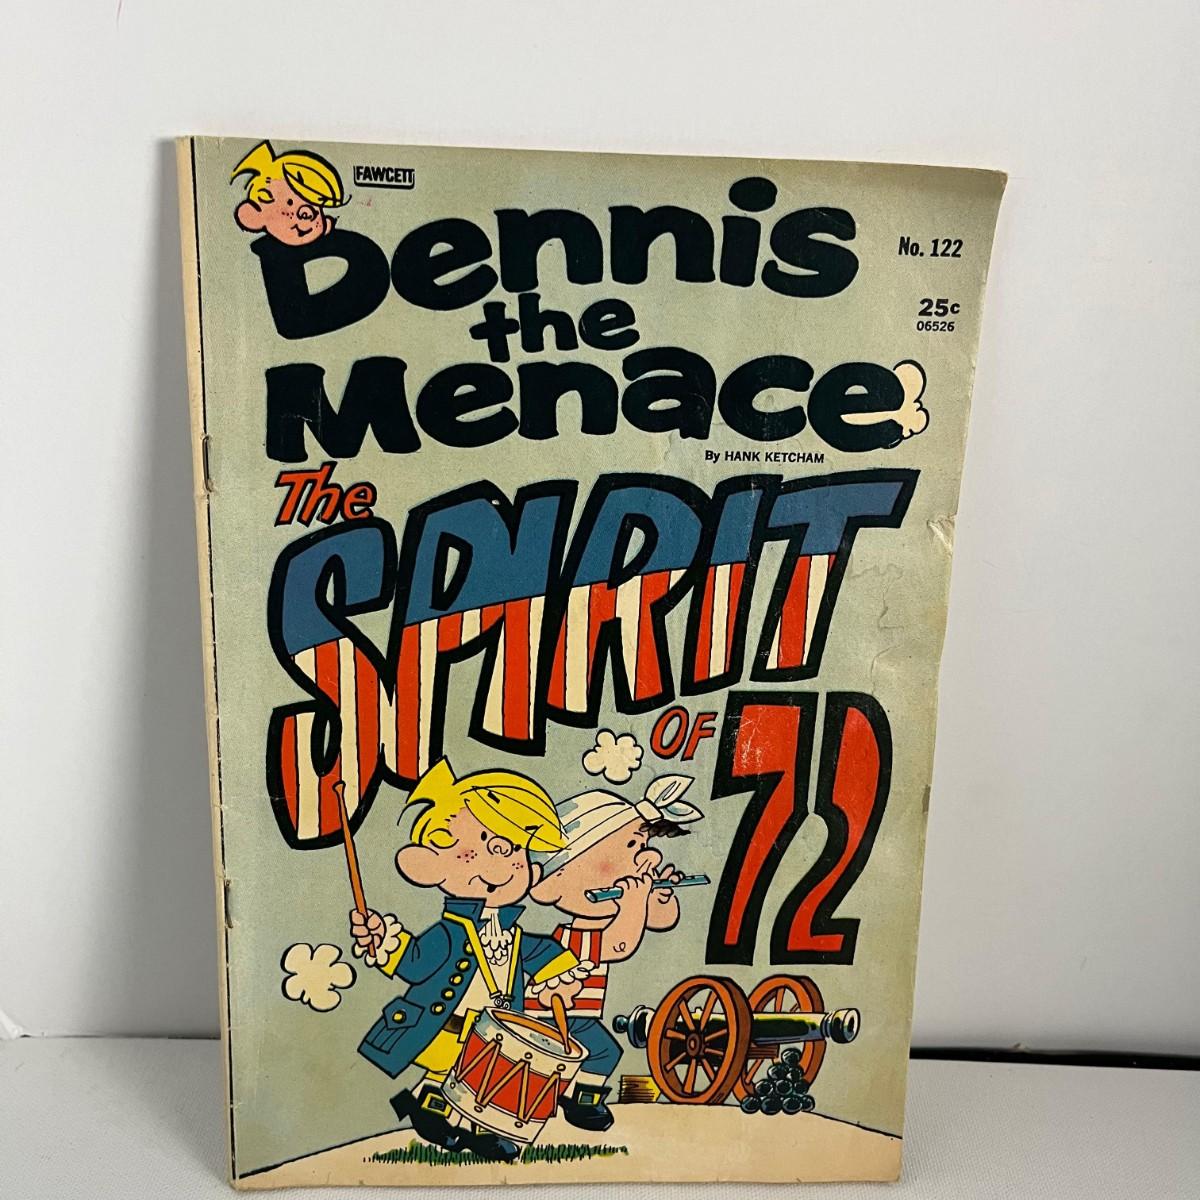 FAWCETT
Dennis
No. 122
25c
06526
the
Menace
By HANK KETCHAM
The
SPIRIT
OF
72